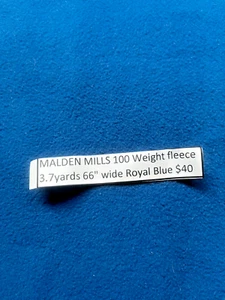 MALDEN MILLS 100 Weight fleece
3.7yards 66" wide Royal Blue $40